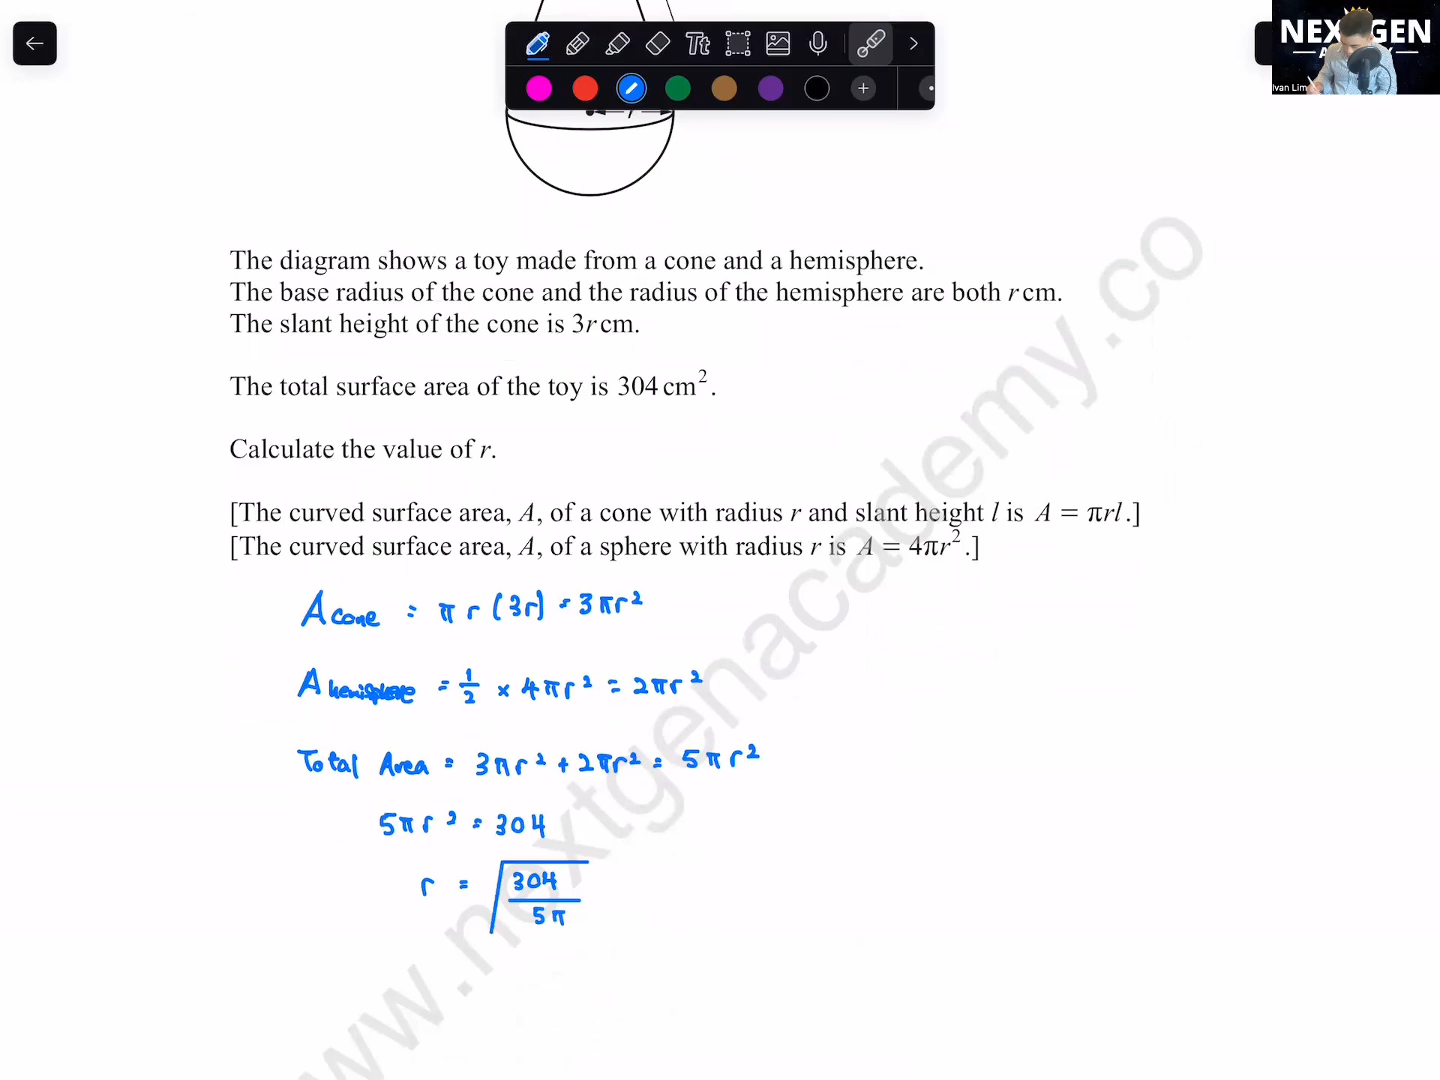 Tt
NEXTGEN
Ivan Lim
r
The diagram shows a toy made from a cone and a hemisphere.
The base radius of the cone and the radius of the hemisphere are both r cm.
The slant height of the cone is 3r cm.
The total surface area of the toy is 304 cm².
Calculate the value of r.
[The curved surface area, A, of a cone with radius r and slant height l is A = πrl.]
[The curved surface area, A, of a sphere with radius r is A = 4πr².]
A cone = πr(3r) = 3πr²
A hemisphere = 1/2 × 4πr² = 2πr²
Total Area = 3πr² + 2πr² = 5πr²
5πr² = 304
r = √(304/5π)
www.nextgenacademy.co